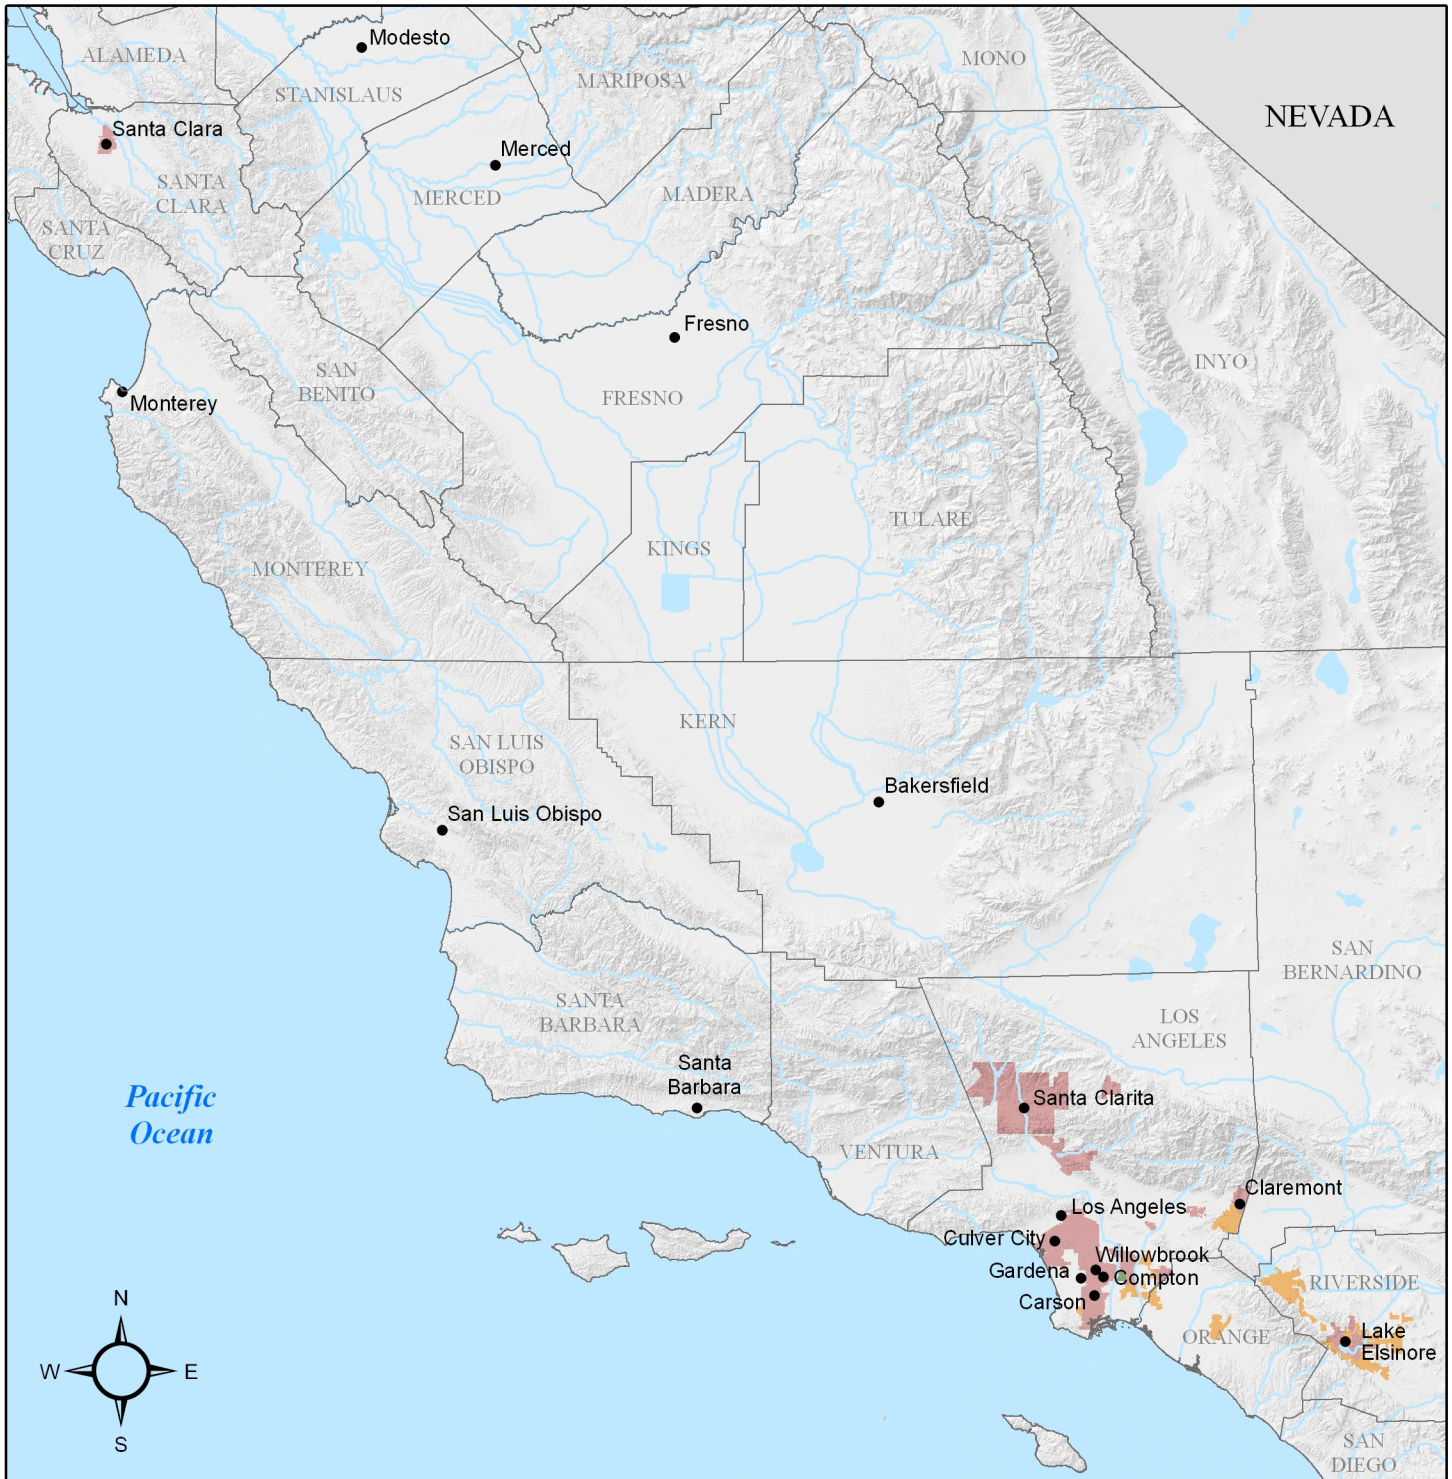 Modesto
ALAMEDA
MONO
MARIPOSA
STANISLAUS
NEVADA
Santa Clara
Merced
SANTA
CLARA
MERCED
MADERA
SANTA
CRUZ
Fresno
INYO
SAN
BENITO
FRESNO
Monterey
TULARE
KINGS
MONTEREY
KERN
SAN LUIS
OBISPO
Bakersfield
San Luis Obispo
SAN
BERNARDINO
SANTA
BARBARA
LOS
ANGELES
Santa
Barbara
Pacific
Ocean
Santa Clarita
VENTURA
Claremont
Los Angeles
Culver City
Willowbrook
Gardena
Compton
RIVERSIDE
Carson
ORANGE
Lake
Elsinore
N
W
E
S
SAN
DIEGO